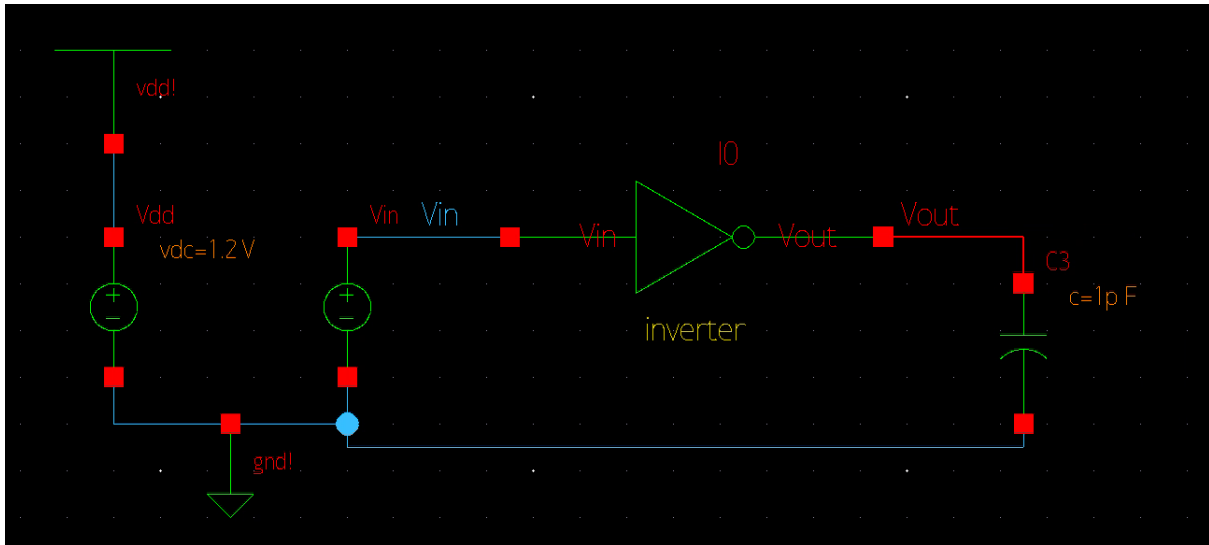 vdd!
I0
Vdd
vdc=1.2 V
Vin
Vin
Vin
Vout
Vout
C3
c=1p F
inverter
gnd!